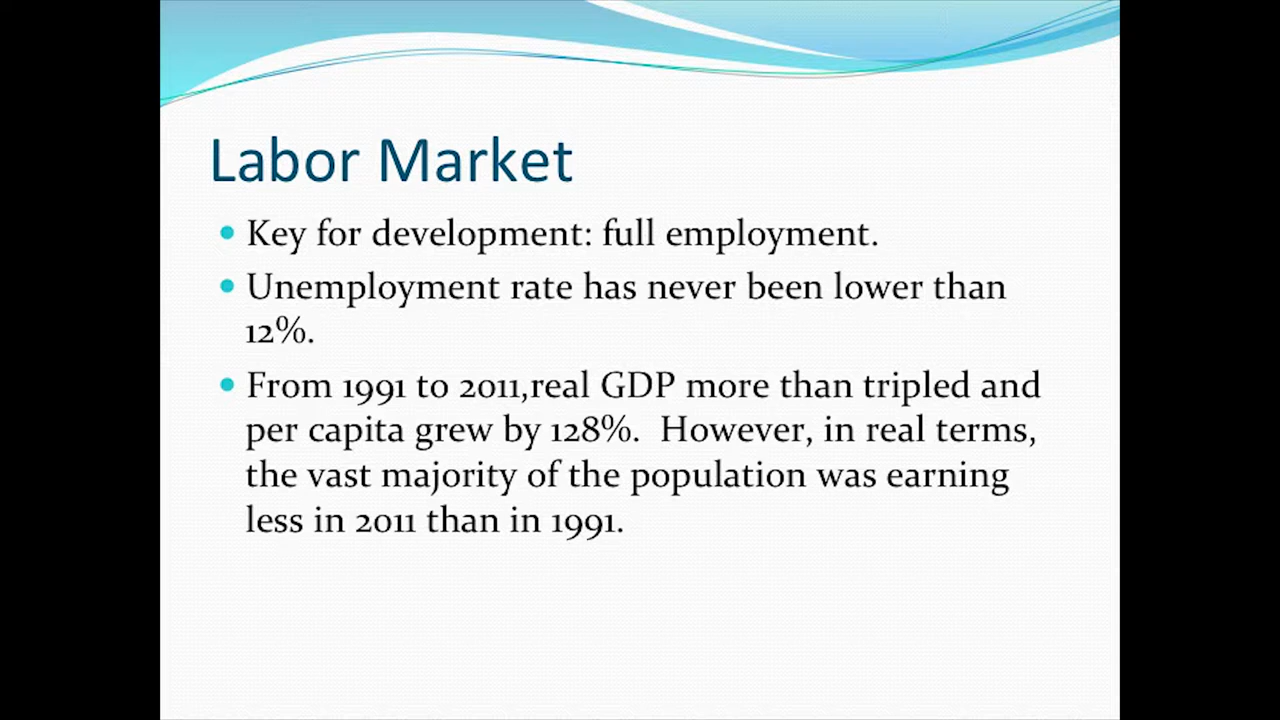 Labor Market
Key for development: full employment.
Unemployment rate has never been lower than
12%.
From 1991 to 2011,real GDP more than tripled and
per capita grew by 128%.  However, in real terms,
the vast majority of the population was earning
less in 2011 than in 1991.